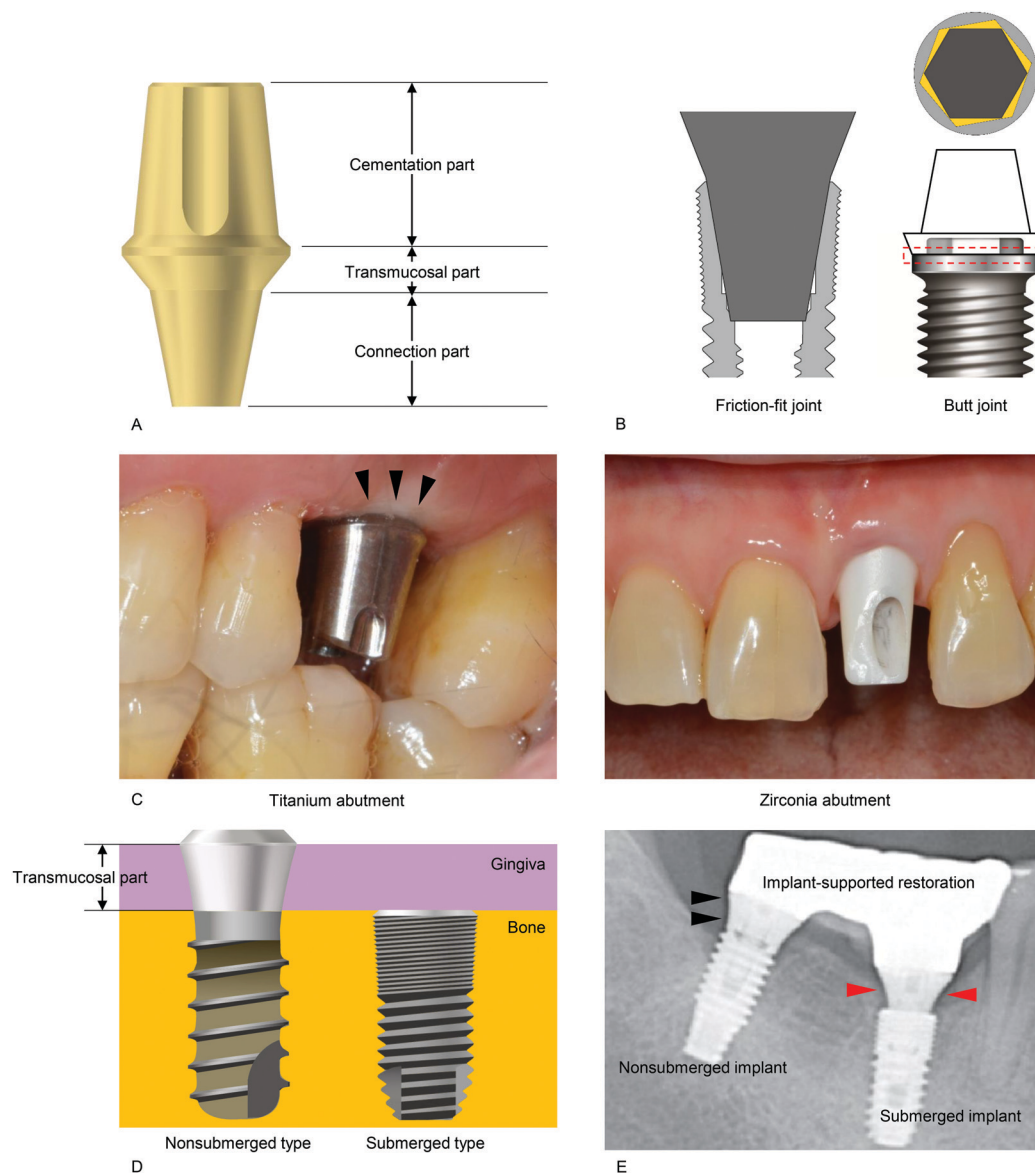 Cementation part
Transmucosal part
Connection part
A
Friction-fit joint
Butt joint
B
C
Titanium abutment
Zirconia abutment
Transmucosal part
Gingiva
Bone
Nonsubmerged type
Submerged type
D
Implant-supported restoration
Nonsubmerged implant
Submerged implant
E